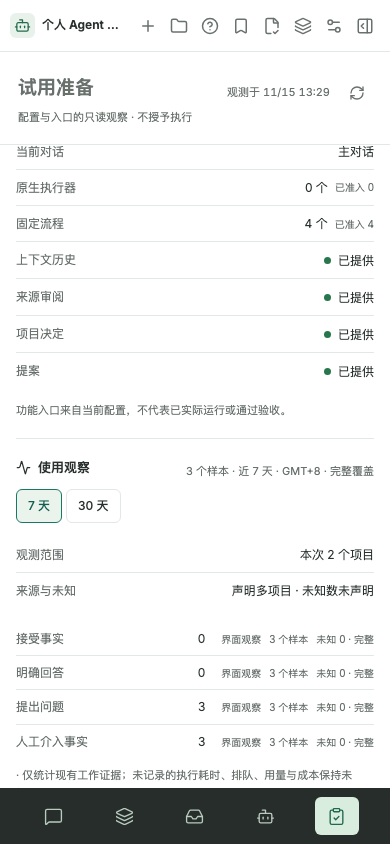 个人 Agent ...
试用准备
观测于 11/15 13:29
配置与入口的只读观察 · 不授予执行
当前对话 主对话
原生执行器 0 个 已准入 0
固定流程 4 个 已准入 4
上下文历史 已提供
来源审阅 已提供
项目决定 已提供
提案 已提供
功能入口来自当前配置，不代表已实际运行或通过验收。
使用观察 3 个样本 · 近 7 天 · GMT+8 · 完整覆盖
7 天 30 天
观测范围 本次 2 个项目
来源与未知 声明多项目 · 未知数未声明
接受事实 0 界面观察 3 个样本 未知 0 · 完整
明确回答 0 界面观察 3 个样本 未知 0 · 完整
提出问题 3 界面观察 3 个样本 未知 0 · 完整
人工介入事实 3 界面观察 3 个样本 未知 0 · 完整
· 仅统计现有工作证据；未记录的执行耗时、排队、用量与成本保持未